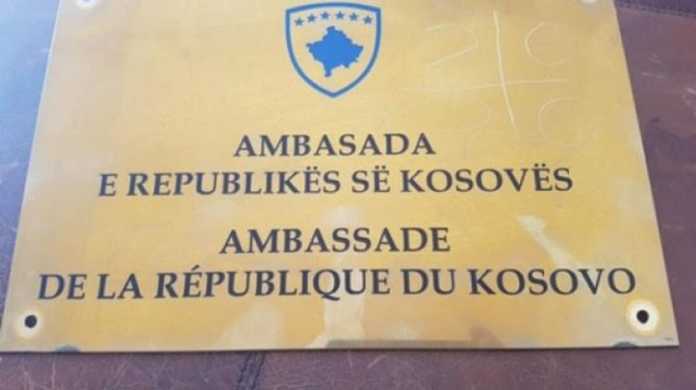 AMBASADA
E REPUBLIKËS SË KOSOVËS
AMBASSADE
DE LA RÉPUBLIQUE DU KOSOVO